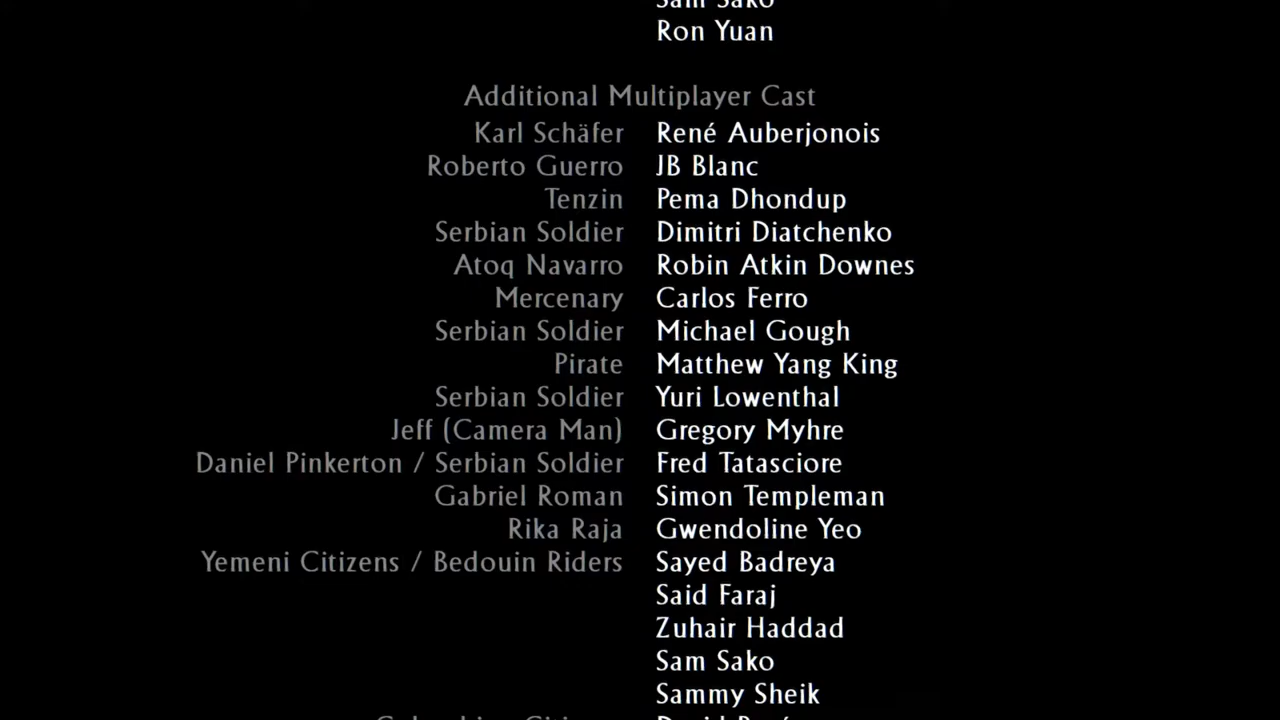 Sam Sako
Ron Yuan
Additional Multiplayer Cast
Karl Schäfer René Auberjonois
Roberto Guerro JB Blanc
Tenzin Pema Dhondup
Serbian Soldier Dimitri Diatchenko
Atoq Navarro Robin Atkin Downes
Mercenary Carlos Ferro
Serbian Soldier Michael Gough
Pirate Matthew Yang King
Serbian Soldier Yuri Lowenthal
Jeff (Camera Man) Gregory Myhre
Daniel Pinkerton / Serbian Soldier Fred Tatasciore
Gabriel Roman Simon Templeman
Rika Raja Gwendoline Yeo
Yemeni Citizens / Bedouin Riders Sayed Badreya
Said Faraj
Zuhair Haddad
Sam Sako
Sammy Sheik
David